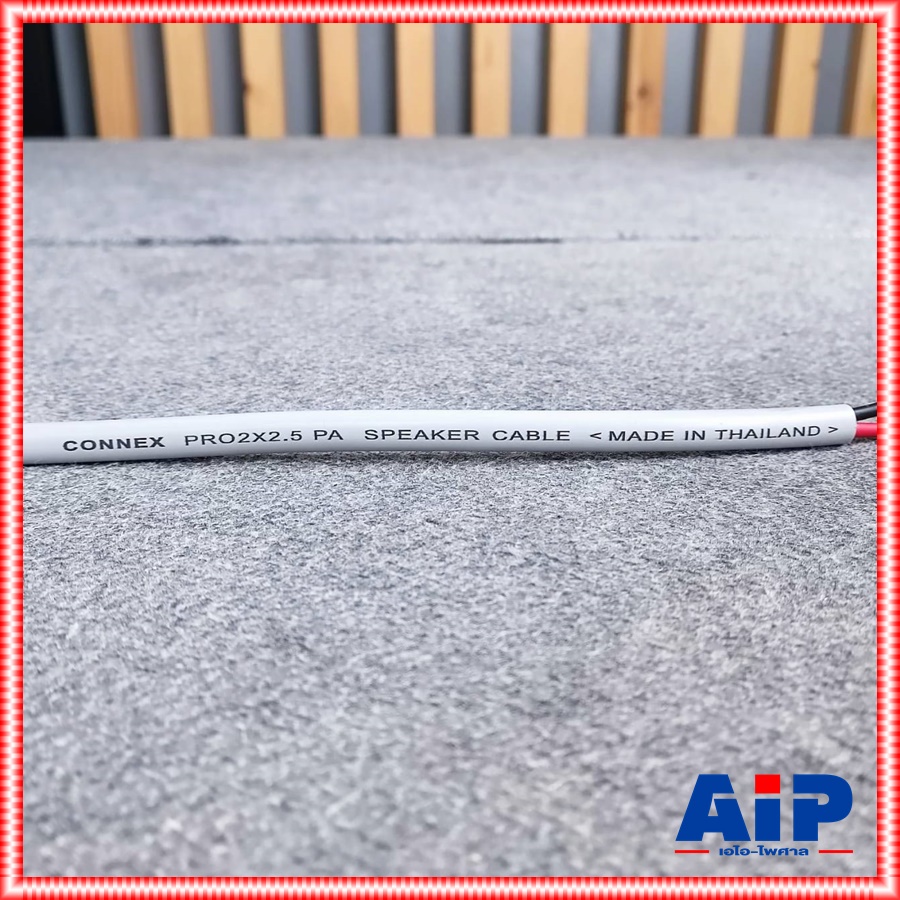 CONNEX PRO2X2.5 PA SPEAKER CABLE < MADE IN THAILAND >
AiP
เอไอ-ไพศาล